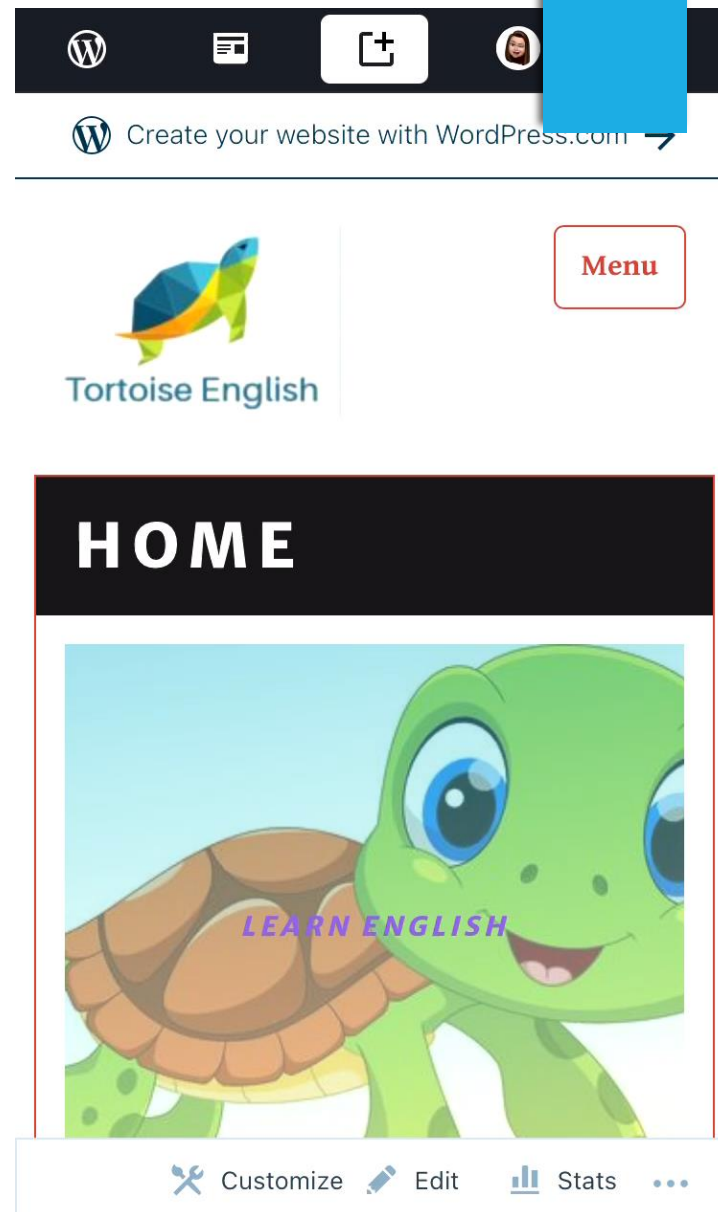 Create your website with WordPress.com
Menu
Tortoise English
HOME
LEARN ENGLISH
Customize Edit Stats